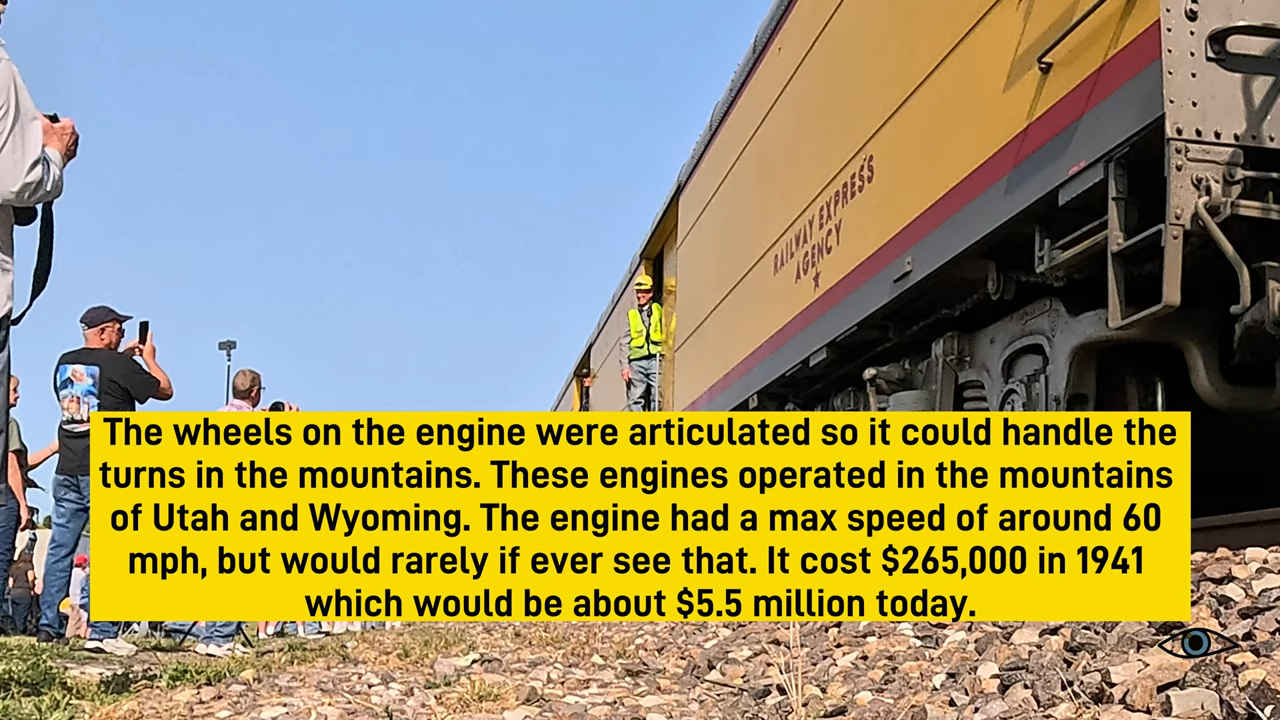 RAILWAY EXPRESS
AGENCY
The wheels on the engine were articulated so it could handle the
turns in the mountains. These engines operated in the mountains
of Utah and Wyoming. The engine had a max speed of around 60
mph, but would rarely if ever see that. It cost $265,000 in 1941
which would be about $5.5 million today.